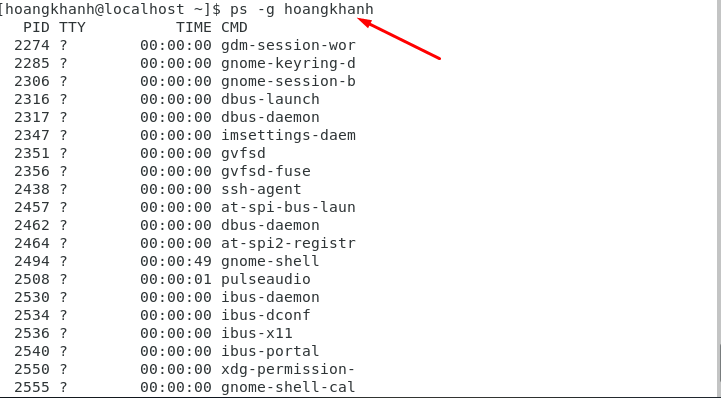 [hoangkhanh@localhost ~]$ ps -g hoangkhanh
PID TTY TIME CMD
2274 ? 00:00:00 gdm-session-wor
2285 ? 00:00:00 gnome-keyring-d
2306 ? 00:00:00 gnome-session-b
2316 ? 00:00:00 dbus-launch
2317 ? 00:00:00 dbus-daemon
2347 ? 00:00:00 imsettings-daem
2351 ? 00:00:00 gvfsd
2356 ? 00:00:00 gvfsd-fuse
2438 ? 00:00:00 ssh-agent
2457 ? 00:00:00 at-spi-bus-laun
2462 ? 00:00:00 dbus-daemon
2464 ? 00:00:00 at-spi2-registr
2494 ? 00:00:49 gnome-shell
2508 ? 00:00:01 pulseaudio
2530 ? 00:00:00 ibus-daemon
2534 ? 00:00:00 ibus-dconf
2536 ? 00:00:00 ibus-x11
2540 ? 00:00:00 ibus-portal
2550 ? 00:00:00 xdg-permission-
2555 ? 00:00:00 gnome-shell-cal